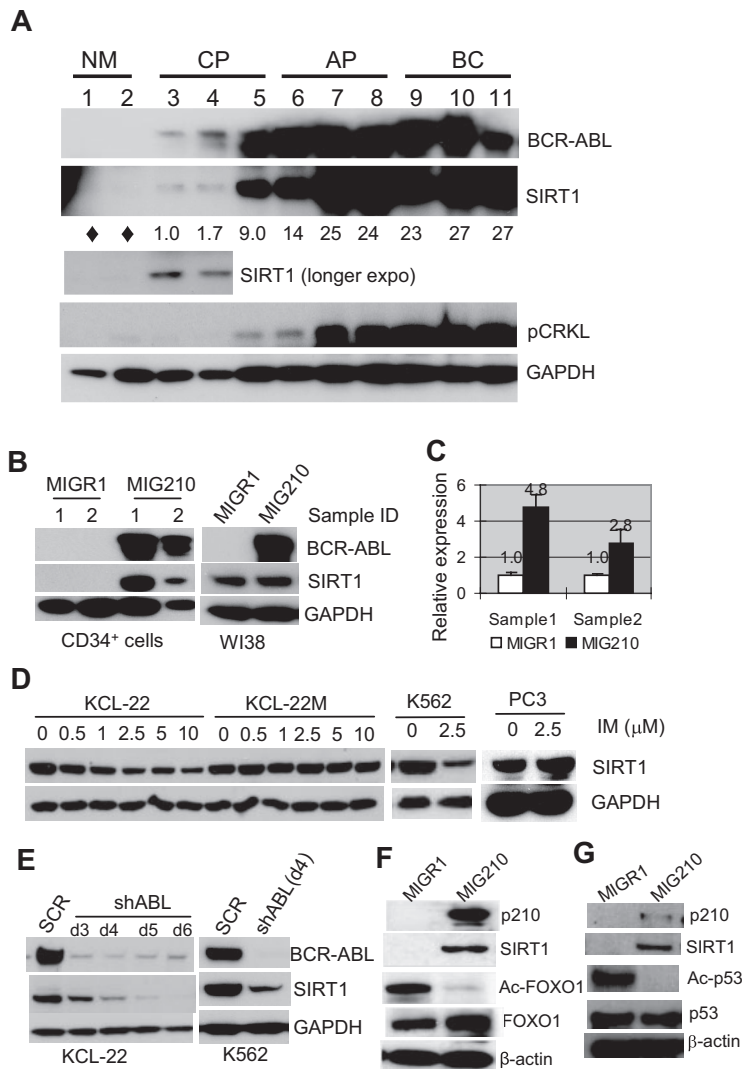 A
NM CP AP BC
1 2 3 4 5 6 7 8 9 10 11
BCR-ABL
SIRT1
♦ ♦ 1.0 1.7 9.0 14 25 24 23 27 27
SIRT1 (longer expo)
pCRKL
GAPDH
B
MIGR1 MIG210 MIGR1 MIG210
1 2 1 2 Sample ID
BCR-ABL
SIRT1
GAPDH
CD34+ cells WI38
C
Relative expression
6
4
2
0
1.0 4.8 1.0 2.8
Sample1 Sample2
MIGR1 MIG210
D
KCL-22 KCL-22M K562 PC3
0 0.5 1 2.5 5 10 0 0.5 1 2.5 5 10 0 2.5 0 2.5 IM (μM)
SIRT1
GAPDH
E
SCR shABL SCR shABL(d4)
d3 d4 d5 d6
BCR-ABL
SIRT1
GAPDH
KCL-22 K562
F
MIGR1 MIG210
p210
SIRT1
Ac-FOXO1
FOXO1
β-actin
G
MIGR1 MIG210
p210
SIRT1
Ac-p53
p53
β-actin